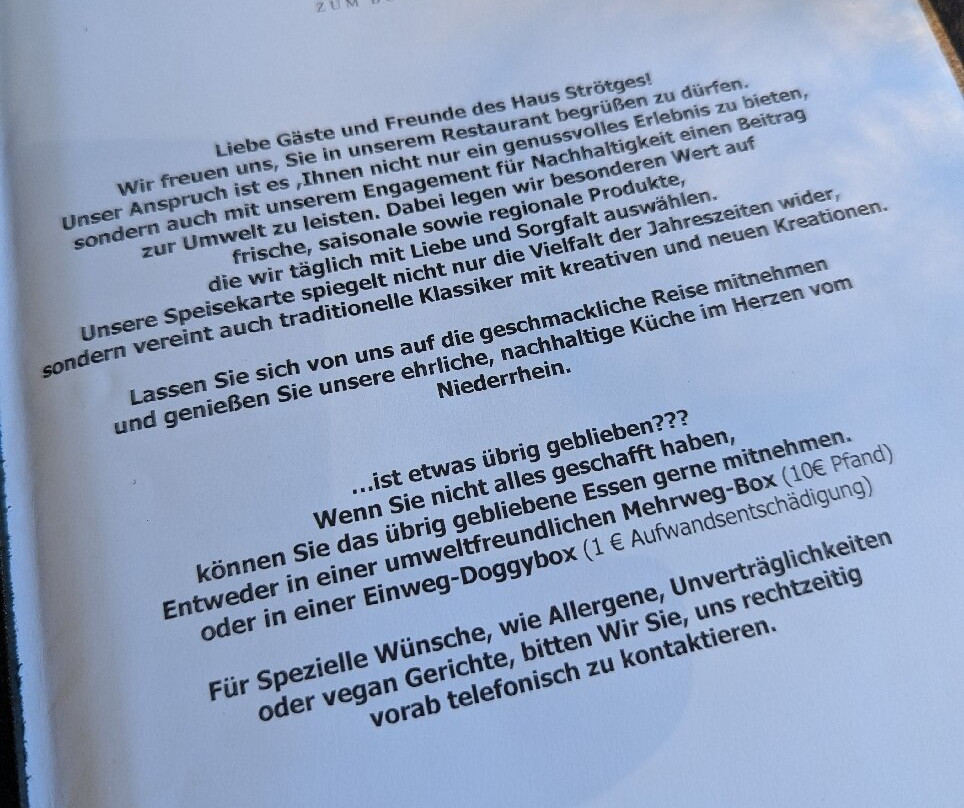 ZUM
Liebe Gäste und Freunde des Haus Strötges!
Wir freuen uns, Sie in unserem Restaurant begrüßen zu dürfen.
Unser Anspruch ist es ,Ihnen nicht nur ein genussvolles Erlebnis zu bieten,
sondern auch mit unserem Engagement für Nachhaltigkeit einen Beitrag
zur Umwelt zu leisten. Dabei legen wir besonderen Wert auf
frische, saisonale sowie regionale Produkte,
die wir täglich mit Liebe und Sorgfalt auswählen.
Unsere Speisekarte spiegelt nicht nur die Vielfalt der Jahreszeiten wider,
sondern vereint auch traditionelle Klassiker mit kreativen und neuen Kreationen.
Lassen Sie sich von uns auf die geschmackliche Reise mitnehmen
und genießen Sie unsere ehrliche, nachhaltige Küche im Herzen vom
Niederrhein.
...ist etwas übrig geblieben???
Wenn Sie nicht alles geschafft haben,
können Sie das übrig gebliebene Essen gerne mitnehmen.
Entweder in einer umweltfreundlichen Mehrweg-Box (10€ Pfand)
oder in einer Einweg-Doggybox (1 € Aufwandsentschädigung)
Für Spezielle Wünsche, wie Allergene, Unverträglichkeiten
oder vegan Gerichte, bitten Wir Sie, uns rechtzeitig
vorab telefonisch zu kontaktieren.